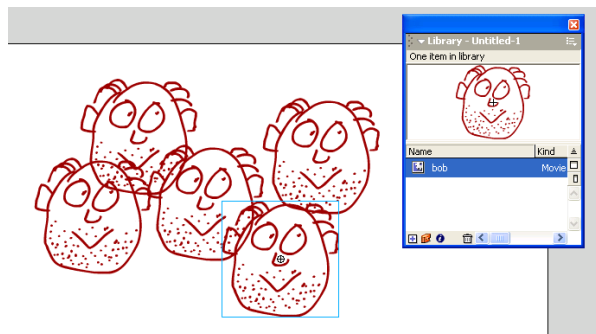 Library - Untitled-1
One item in library
Name Kind
bob Movie